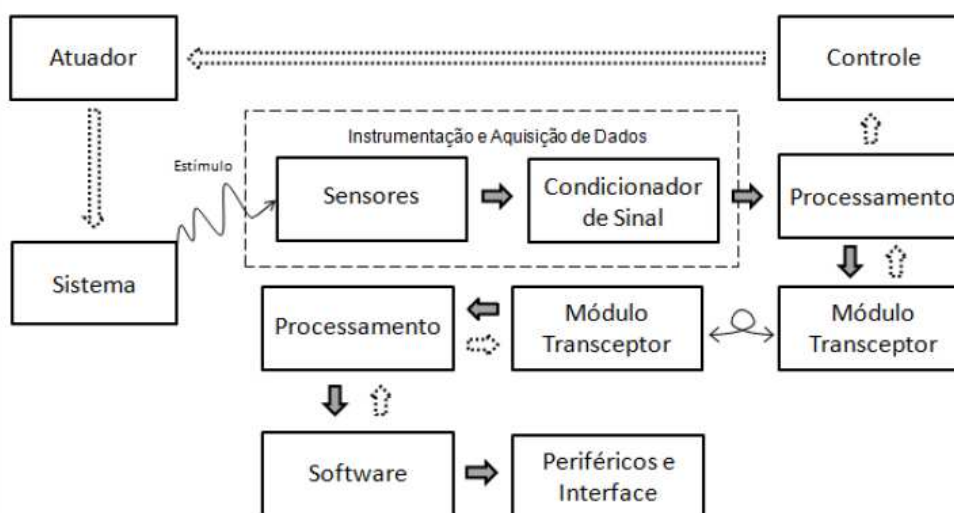 Atuador
Controle
Instrumentação e Aquisição de Dados
Estímulo
Sensores
Condicionador
de Sinal
Processamento
Sistema
Processamento
Módulo
Transceptor
Módulo
Transceptor
Software
Periféricos e
Interface